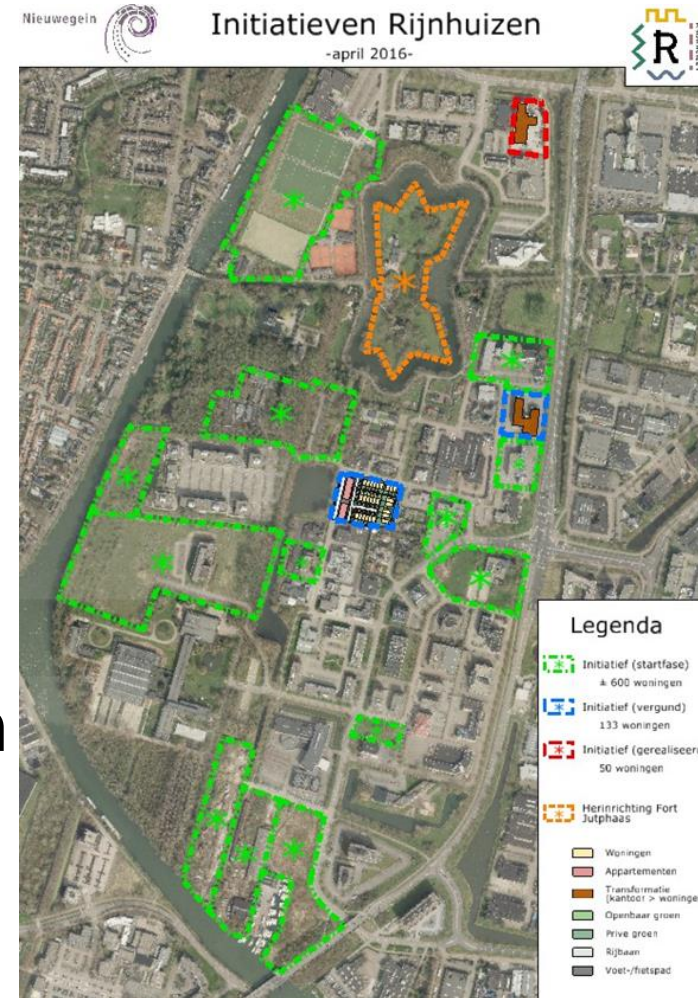 Nieuwegein
Initiatieven Rijnhuizen
-april 2016-
R
Legenda
Initiatief (startfase)
± 600 woningen
Initiatief (vergund)
133 woningen
Initiatief (gerealiseer
50 woningen
Herinrichting Fort
Jutphaas
Woningen
Appartementen
Transformatie
(kantoor > woninge
Openbaar groen
Prive groen
Rijbaan
Voet-/fietspad